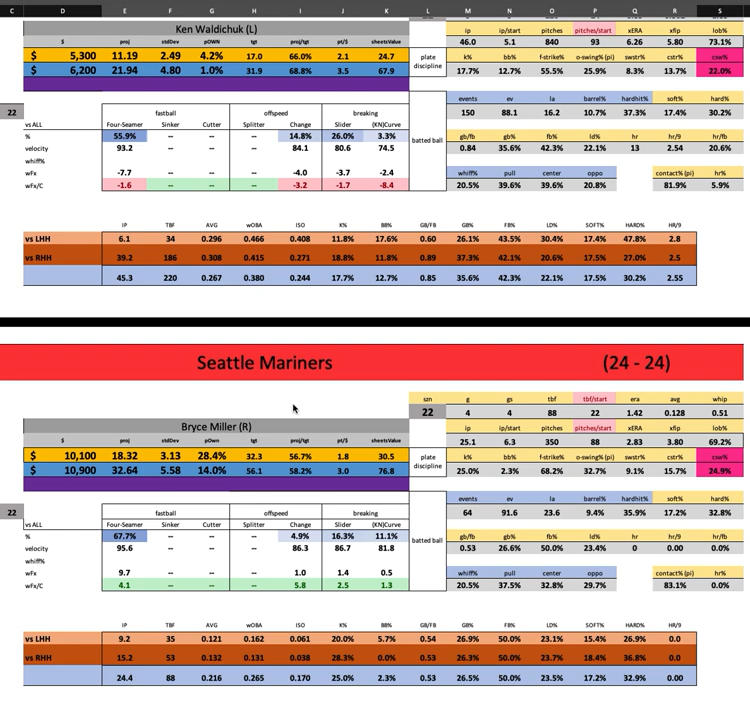 C D E F G H I J K L M N O P Q R S
Ken Waldichuk (L) ip ip/start pitches pitches/start xERA xfip lob%
46.0 5.1 840 93 6.26 5.80 73.1%
$ proj stdDev pOWN tgt proj/tgt pt/$ sheetsValue
$ 5,300 11.19 2.49 4.2% 17.0 66.0% 2.1 24.7 plate discipline k% bb% f-strike% o-swing% (pi) swstr% cstr% csw%
$ 6,200 21.94 4.80 1.0% 31.9 68.8% 3.5 67.9 17.7% 12.7% 55.5% 25.9% 8.3% 13.7% 22.0%
events ev la barrel% hardhit% soft% hard%
22 fastball offspeed breaking 150 88.1 16.2 10.7% 37.3% 17.4% 30.2%
vs ALL Four-Seamer Sinker Cutter Splitter Change Slider (KN)Curve
% 55.9% -- -- -- 14.8% 26.0% 3.3% batted ball gb/fb gb% fb% ld% hr hr/9 hr/fb
velocity 93.2 -- -- -- 84.1 80.6 74.5 0.84 35.6% 42.3% 22.1% 13 2.54 20.6%
whiff%
wFx -7.7 -- -- -- -4.0 -3.7 -2.4 whiff% pull center oppo contact% (pi) hr%
wFx/C -1.6 -- -- -- -3.2 -1.7 -8.4 20.5% 39.6% 39.6% 20.8% 81.9% 5.9%
IP TBF AVG wOBA ISO K% BB% GB/FB GB% FB% LD% SOFT% HARD% HR/9
vs LHH 6.1 34 0.296 0.466 0.408 11.8% 17.6% 0.60 26.1% 43.5% 30.4% 17.4% 47.8% 2.8
vs RHH 39.2 186 0.308 0.415 0.271 18.8% 11.8% 0.89 37.3% 42.1% 20.6% 17.5% 27.0% 2.5
45.3 220 0.267 0.380 0.244 17.7% 12.7% 0.85 35.6% 42.3% 22.1% 17.5% 30.2% 2.55
Seattle Mariners (24 - 24)
szn g gs tbf tbf/start era avg whip
22 4 4 88 22 1.42 0.128 0.51
Bryce Miller (R) ip ip/start pitches pitches/start xERA xfip lob%
$ proj stdDev pOwn tgt proj/tgt pt/$ sheetsValue 25.1 6.3 350 88 2.83 3.80 69.2%
$ 10,100 18.32 3.13 28.4% 32.3 56.7% 1.8 30.5 plate discipline k% bb% f-strike% o-swing% (pi) swstr% cstr% csw%
$ 10,900 32.64 5.58 14.0% 56.1 58.2% 3.0 76.8 25.0% 2.3% 68.2% 32.7% 9.1% 15.7% 24.9%
events ev la barrel% hardhit% soft% hard%
22 fastball offspeed breaking 64 91.6 23.6 9.4% 35.9% 17.2% 32.8%
vs ALL Four-Seamer Sinker Cutter Splitter Change Slider (KN)Curve
% 67.7% -- -- -- 4.9% 16.3% 11.1% batted ball gb/fb gb% fb% ld% hr hr/9 hr/fb
velocity 95.6 -- -- -- 86.3 86.7 81.8 0.53 26.6% 50.0% 23.4% 0 0.00 0.0%
whiff%
wFx 9.7 -- -- -- 1.0 1.4 0.5 whiff% pull center oppo contact% (pi) hr%
wFx/C 4.1 -- -- -- 5.8 2.5 1.3 20.5% 37.5% 32.8% 29.7% 83.1% 0.0%
IP TBF AVG wOBA ISO K% BB% GB/FB GB% FB% LD% SOFT% HARD% HR/9
vs LHH 9.2 35 0.121 0.162 0.061 20.0% 5.7% 0.54 26.9% 50.0% 23.1% 15.4% 26.9% 0.0
vs RHH 15.2 53 0.132 0.131 0.038 28.3% 0.0% 0.53 26.3% 50.0% 23.7% 18.4% 36.8% 0.0
24.4 88 0.216 0.265 0.170 25.0% 2.3% 0.53 26.5% 50.0% 23.5% 17.2% 32.9% 0.00